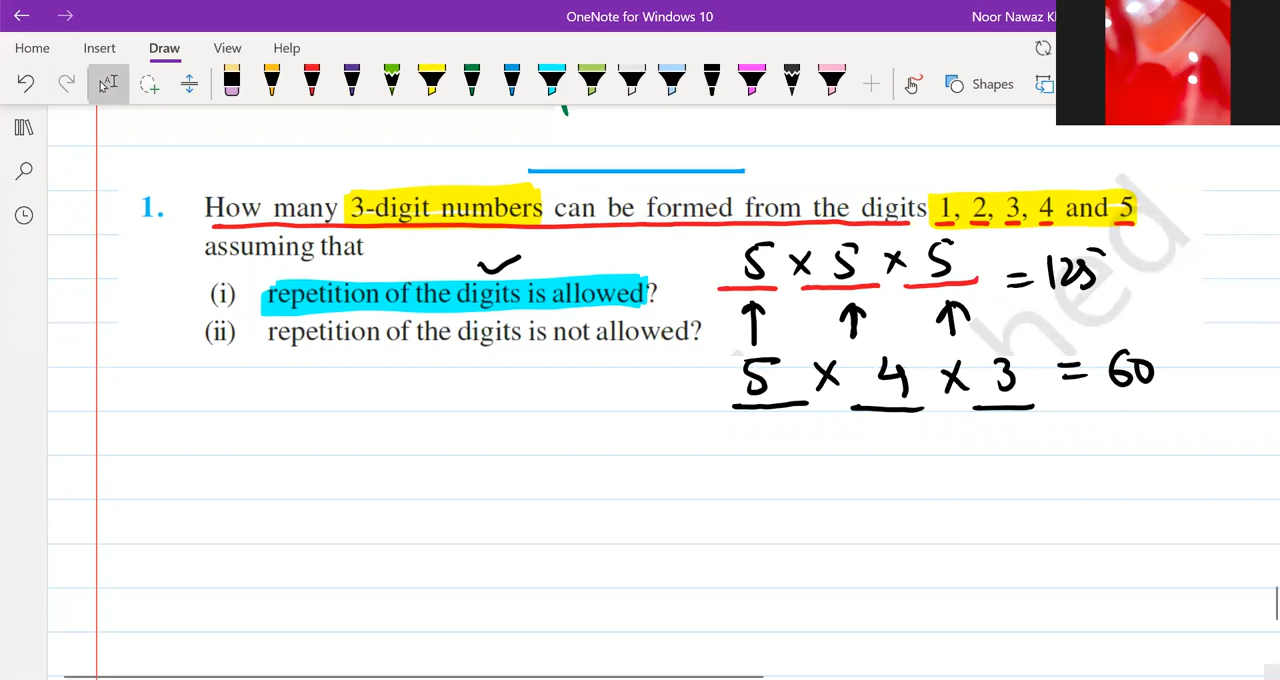 OneNote for Windows 10
Noor Nawaz Kh
Home Insert Draw View Help
Shapes
1. How many 3-digit numbers can be formed from the digits 1, 2, 3, 4 and 5
assuming that
5 × 5 × 5 = 125
(i) repetition of the digits is allowed?
(ii) repetition of the digits is not allowed?
5 × 4 × 3 = 60
hed